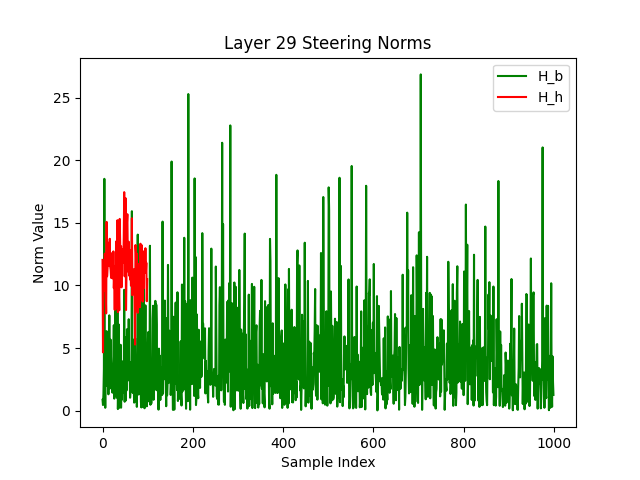 Layer 29 Steering Norms
H_b
H_h
Norm Value
25
20
15
10
5
0
0 200 400 600 800 1000
Sample Index